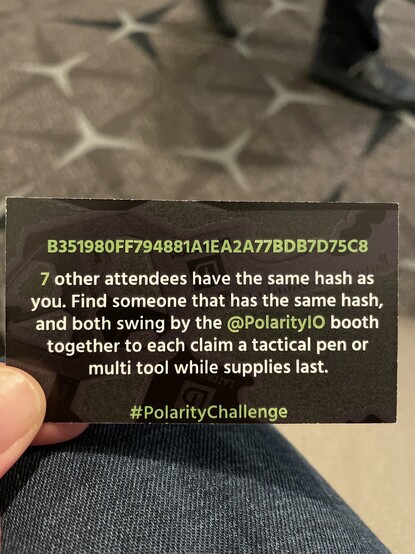 B351980FF794881A1EA2A77BDB7D75C8
7 other attendees have the same hash as
you. Find someone that has the same hash,
and both swing by the @PolarityIO booth
together to each claim a tactical pen or
multi tool while supplies last.
#PolarityChallenge